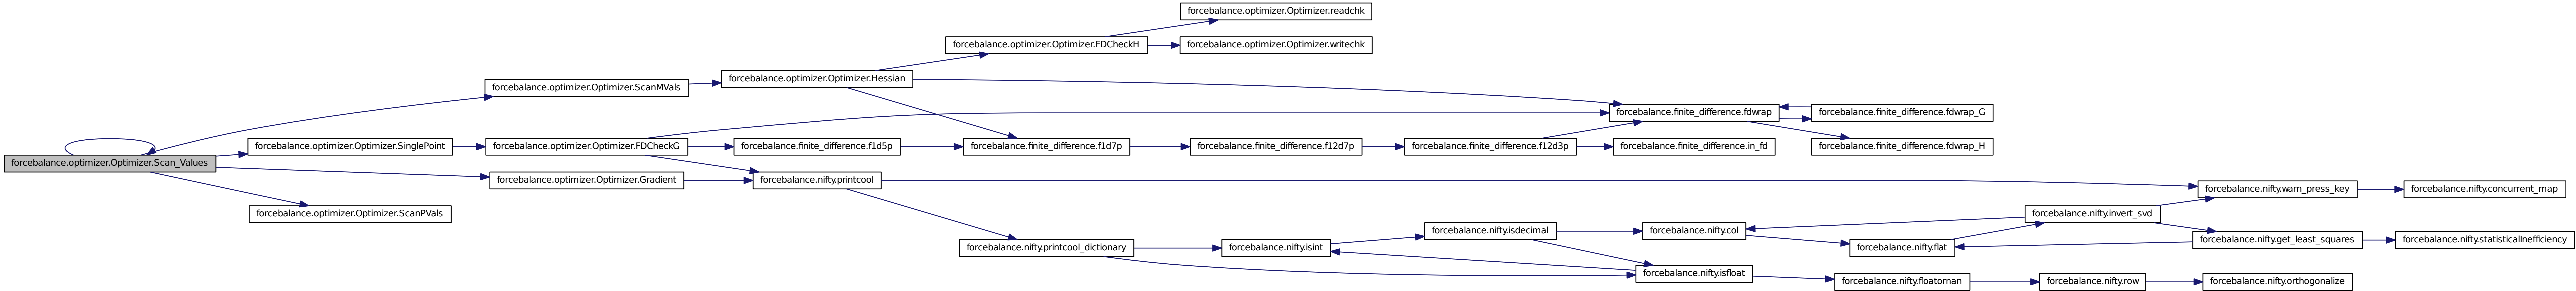 forcebalance.optimizer.Optimizer.readchk
forcebalance.optimizer.Optimizer.FDCheckH
forcebalance.optimizer.Optimizer.writechk
forcebalance.optimizer.Optimizer.Hessian
forcebalance.optimizer.Optimizer.ScanMVals
forcebalance.finite_difference.fdwrap
forcebalance.finite_difference.fdwrap_G
forcebalance.optimizer.Optimizer.SinglePoint
forcebalance.optimizer.Optimizer.FDCheckG
forcebalance.finite_difference.f1d5p
forcebalance.finite_difference.f1d7p
forcebalance.finite_difference.f12d7p
forcebalance.finite_difference.f12d3p
forcebalance.finite_difference.in_fd
forcebalance.finite_difference.fdwrap_H
forcebalance.optimizer.Optimizer.Scan_Values
forcebalance.optimizer.Optimizer.Gradient
forcebalance.nifty.printcool
forcebalance.nifty.warn_press_key
forcebalance.nifty.concurrent_map
forcebalance.optimizer.Optimizer.ScanPVals
forcebalance.nifty.invert_svd
forcebalance.nifty.isdecimal
forcebalance.nifty.col
forcebalance.nifty.printcool_dictionary
forcebalance.nifty.isint
forcebalance.nifty.flat
forcebalance.nifty.get_least_squares
forcebalance.nifty.statisticalInefficiency
forcebalance.nifty.isfloat
forcebalance.nifty.floatornan
forcebalance.nifty.row
forcebalance.nifty.orthogonalize